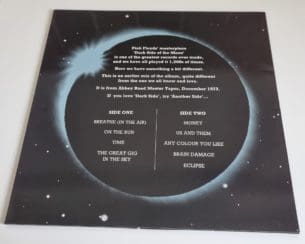 Pink Floyds' masterpiece
'Dark Side of the Moon'
is one of the greatest records ever made,
and we have all played it 1,000s of times.
Here we have something a bit different.
This is an earlier mix of the album, quite different
from the one we all know and love.
It is from Abbey Road Master Tapes, December 1972.
If you love 'Dark Side', try 'Another Side'...
SIDE ONE
BREATHE (IN THE AIR)
ON THE RUN
TIME
THE GREAT GIG
IN THE SKY
SIDE TWO
MONEY
US AND THEM
ANY COLOUR YOU LIKE
BRAIN DAMAGE
ECLIPSE